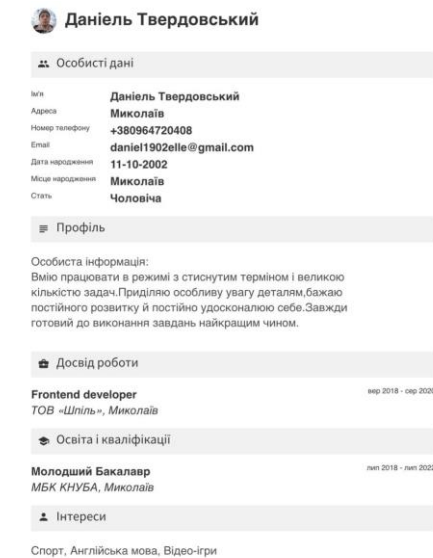 Даніель Твердовський
Особисті дані
Ім'я Даніель Твердовський
Адреса Миколаїв
Номер телефону +380964720408
Email daniel1902elle@gmail.com
Дата народження 11-10-2002
Місце народження Миколаїв
Стать Чоловіча
Профіль
Особиста інформація:
Вмію працювати в режимі з стиснутим терміном і великою
кількістю задач.Приділяю особливу увагу деталям,бажаю
постійного розвитку й постійно удосконалюю себе.Завжди
готовий до виконання завдань найкращим чином.
Досвід роботи
Frontend developer вер 2018 - сер 2020
ТОВ «Шпіль», Миколаїв
Освіта і кваліфікації
Молодший Бакалавр лип 2018 - лип 2022
МБК КНУБА, Миколаїв
Інтереси
Спорт, Англійська мова, Відео-ігри